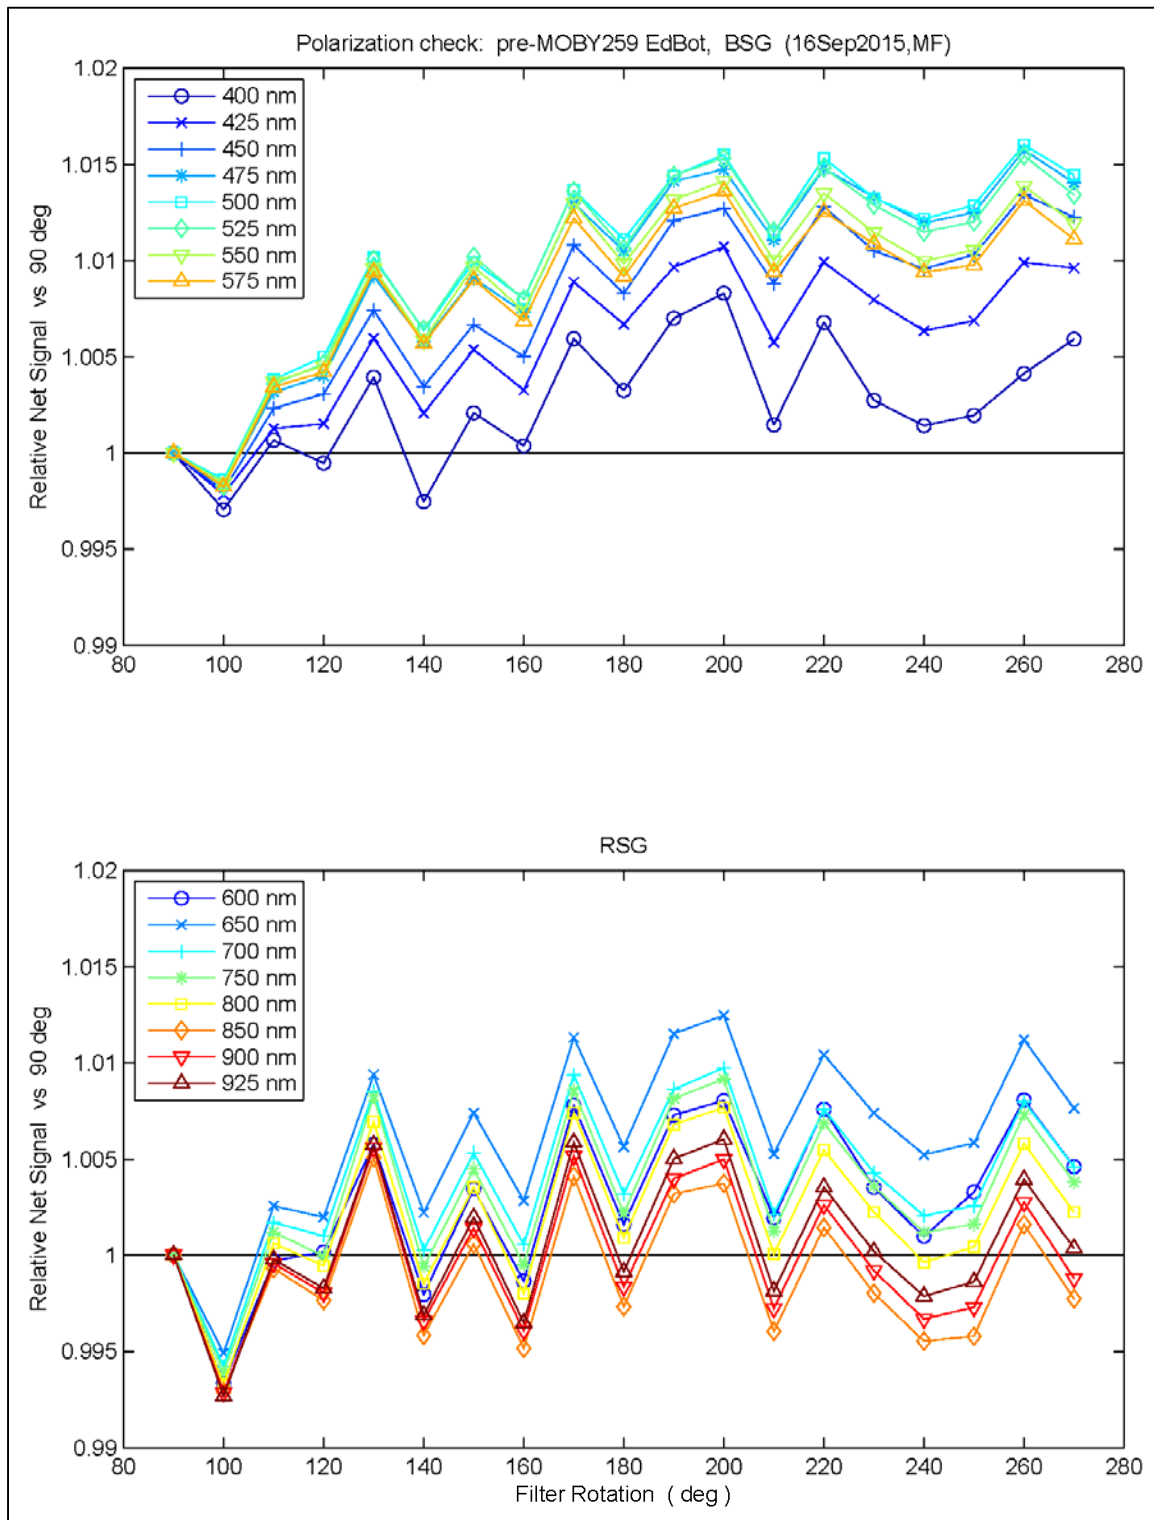 Polarization check: pre-MOBY259 EdBot, BSG (16Sep2015,MF)
1.02
1.015
1.01
1.005
1
0.995
0.99
Relative Net Signal vs 90 deg
400 nm
425 nm
450 nm
475 nm
500 nm
525 nm
550 nm
575 nm
80 100 120 140 160 180 200 220 240 260 280
RSG
1.02
1.015
1.01
1.005
1
0.995
0.99
Relative Net Signal vs 90 deg
600 nm
650 nm
700 nm
750 nm
800 nm
850 nm
900 nm
925 nm
80 100 120 140 160 180 200 220 240 260 280
Filter Rotation ( deg )